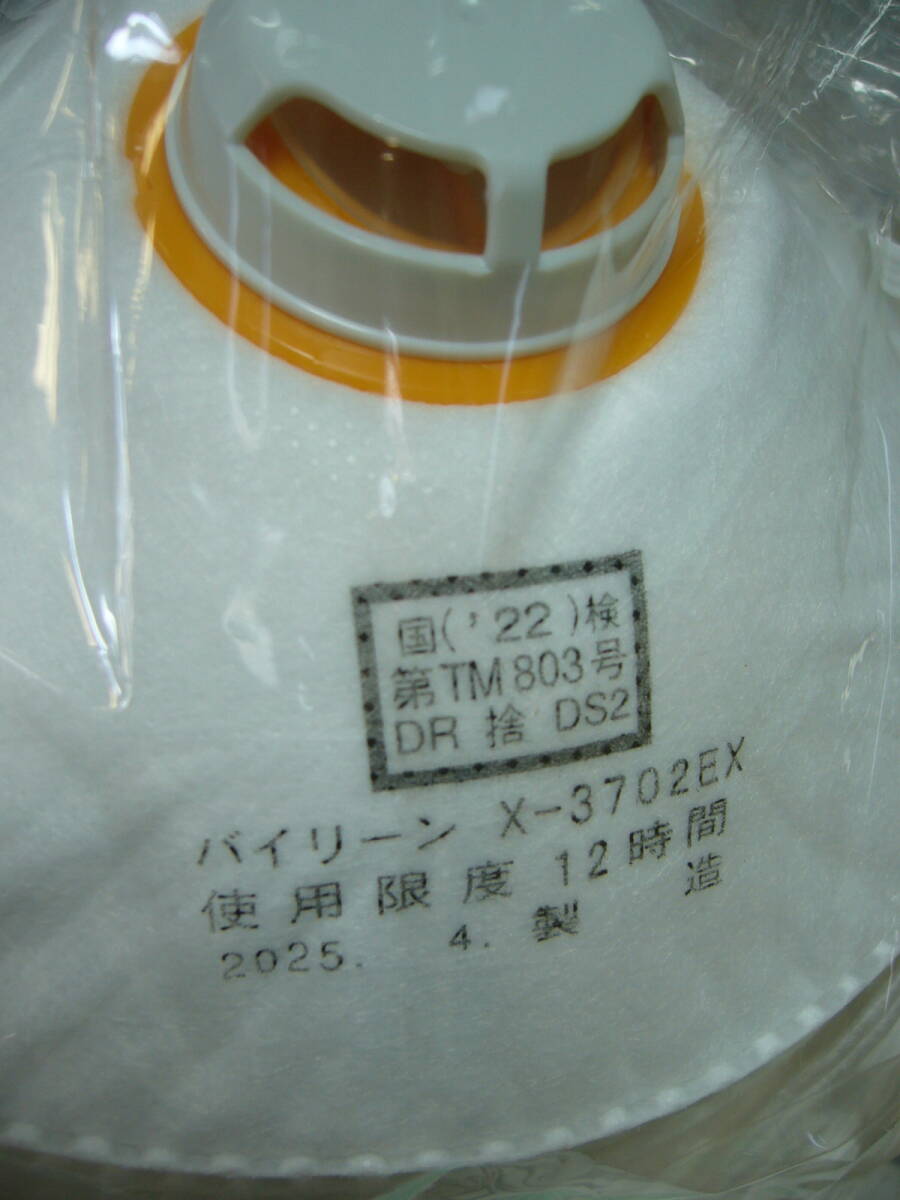 国('22)検
第TM803号
DR 捨 DS2
バイリーン X-3702EX
使用限度 12時間
2025. 4. 製造